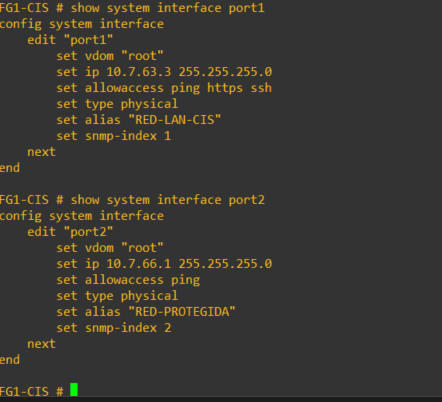 FG1-CIS # show system interface port1
config system interface
    edit "port1"
        set vdom "root"
        set ip 10.7.63.3 255.255.255.0
        set allowaccess ping https ssh
        set type physical
        set alias "RED-LAN-CIS"
        set snmp-index 1
    next
end

FG1-CIS # show system interface port2
config system interface
    edit "port2"
        set vdom "root"
        set ip 10.7.66.1 255.255.255.0
        set allowaccess ping
        set type physical
        set alias "RED-PROTEGIDA"
        set snmp-index 2
    next
end

FG1-CIS #